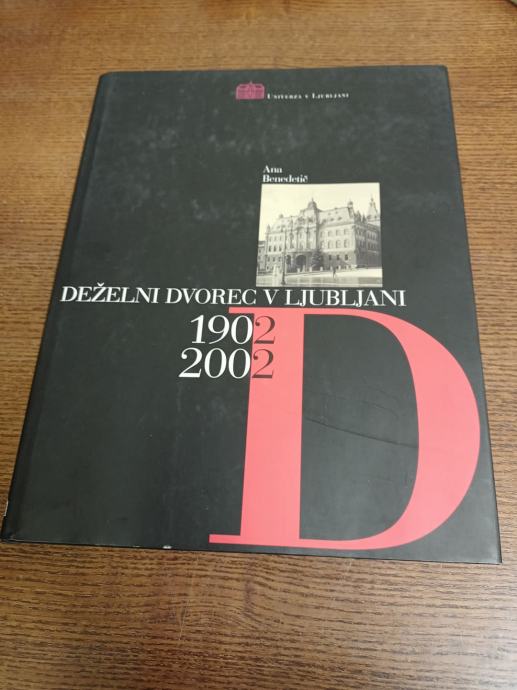 Univerza v Ljubljani
Ana
Benedetič
DEŽELNI DVOREC V LJUBLJANI
1902
2002
D